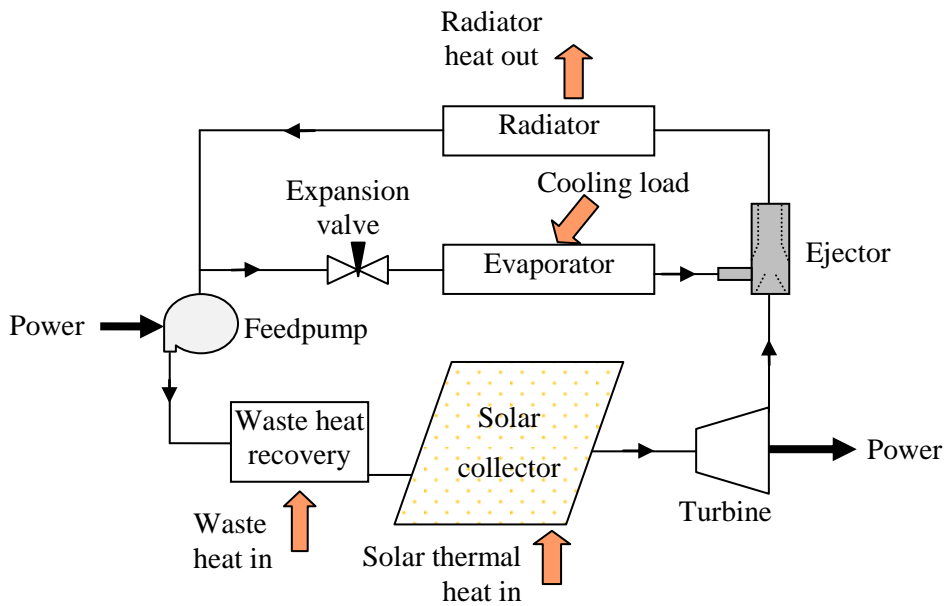 Radiator
heat out
Radiator
Cooling load
Expansion
valve
Evaporator
Ejector
Power
Feedpump
Waste heat
recovery
Solar
collector
Power
Turbine
Waste
heat in
Solar thermal
heat in